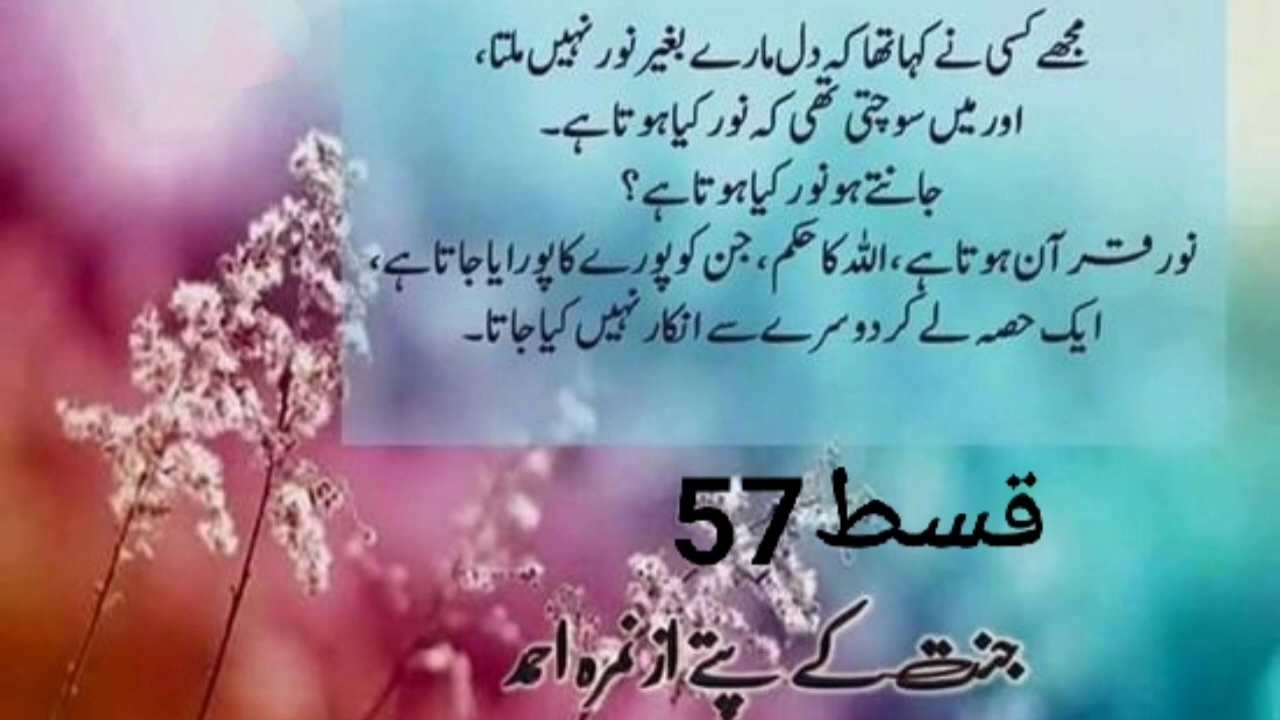 مجھے کسی نے کہا تھا کہ دل مارے بغیر نور نہیں ملتا،
اور میں سوچتی تھی کہ نور کیا ہوتا ہے۔
جانتے ہو نور کیا ہوتا ہے؟
نور قرآن ہوتا ہے، اللہ کا حکم، جن کو پورے کا پورا یا جاتا ہے،
ایک حصہ لے کر دوسرے سے انکار نہیں کیا جاتا۔
قسط 57
جنت کے پتے از نمرہ احمد